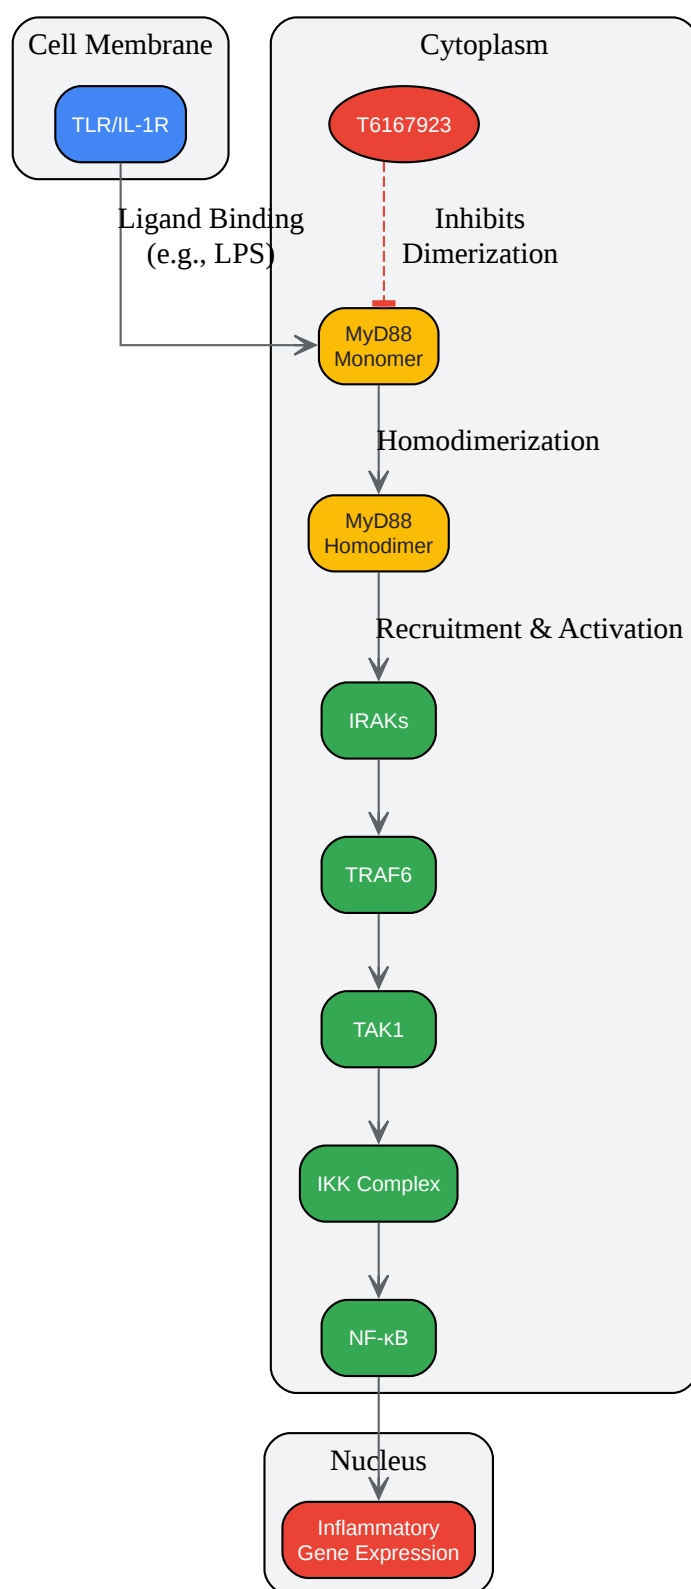 Cell Membrane
TLR/IL-1R
Cytoplasm
T6167923
Ligand Binding
(e.g., LPS)
Inhibits
Dimerization
MyD88
Monomer
Homodimerization
MyD88
Homodimer
Recruitment & Activation
IRAKs
TRAF6
TAK1
IKK Complex
NF-κB
Nucleus
Inflammatory
Gene Expression